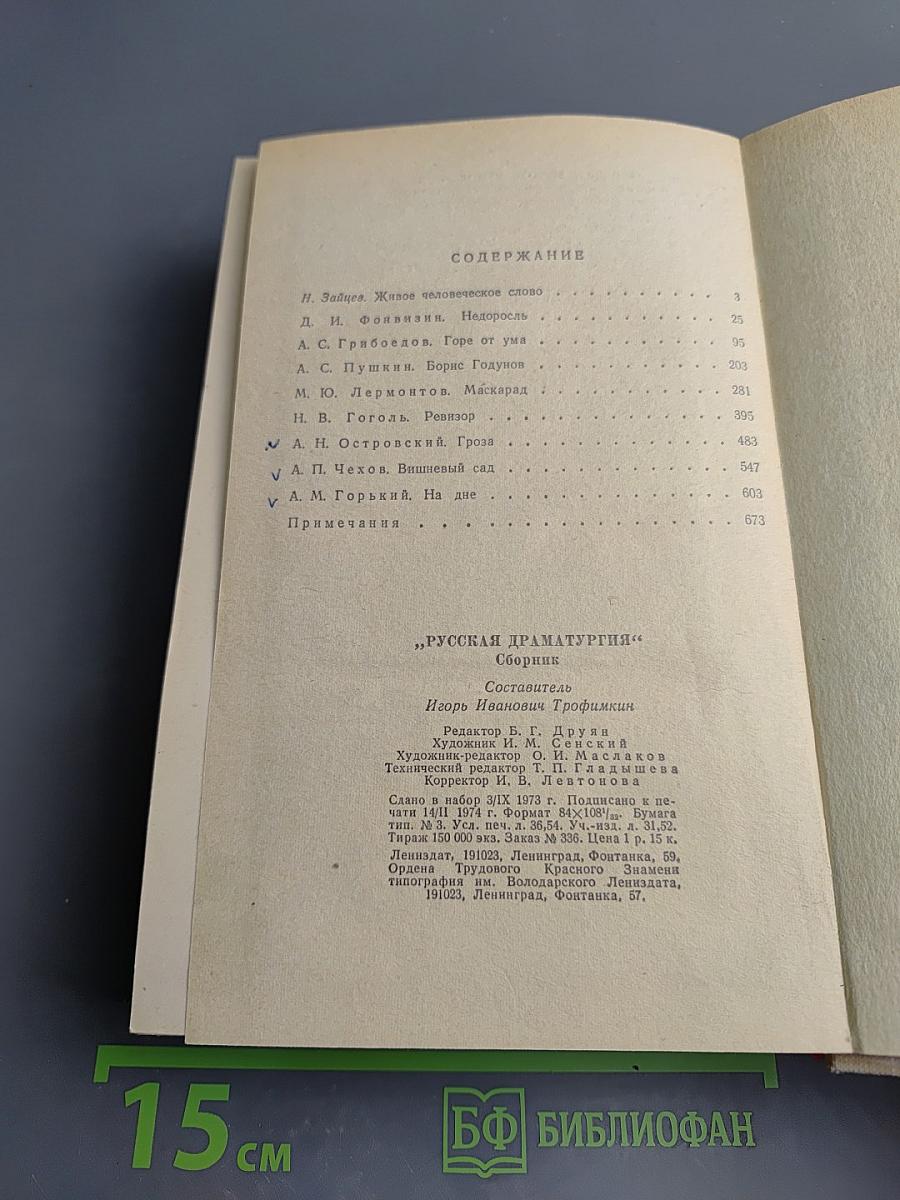 СОДЕРЖАНИЕ
Н. Зайцев. Живое человеческое слово . . . . . . . . . . 3
Д. И. Фонвизин. Недоросль . . . . . . . . . . . 25
А. С. Грибоедов. Горе от ума . . . . . . . . . . . 95
А. С. Пушкин. Борис Годунов . . . . . . . . . . . 203
М. Ю. Лермонтов. Маскарад . . . . . . . . . . . 281
Н. В. Гоголь. Ревизор . . . . . . . . . . . . . 395
А. Н. Островский. Гроза . . . . . . . . . . . . 483
А. П. Чехов. Вишневый сад . . . . . . . . . . . . 547
А. М. Горький. На дне . . . . . . . . . . . . . 603
Примечания . . . . . . . . . . . . . . . . 673
„РУССКАЯ ДРАМАТУРГИЯ“
Сборник
Составитель
Игорь Иванович Трофимкин
Редактор Б. Г. Друян
Художник И. М. Сенский
Художник-редактор О. И. Маслаков
Технический редактор Т. П. Гладышева
Корректор И. В. Левтонова
Сдано в набор 3/IX 1973 г. Подписано к пе-
чати 14/II 1974 г. Формат 84×108¹/₃₂. Бумага
тип. № 3. Усл. печ. л. 36,54. Уч.-изд. л. 31,52.
Тираж 150 000 экз. Заказ № 336. Цена 1 р. 15 к.
Лениздат, 191023, Ленинград, Фонтанка, 59.
Ордена Трудового Красного Знамени
типография им. Володарского Лениздата,
191023, Ленинград, Фонтанка, 57.
15 см
БФ БИБЛИОФАН